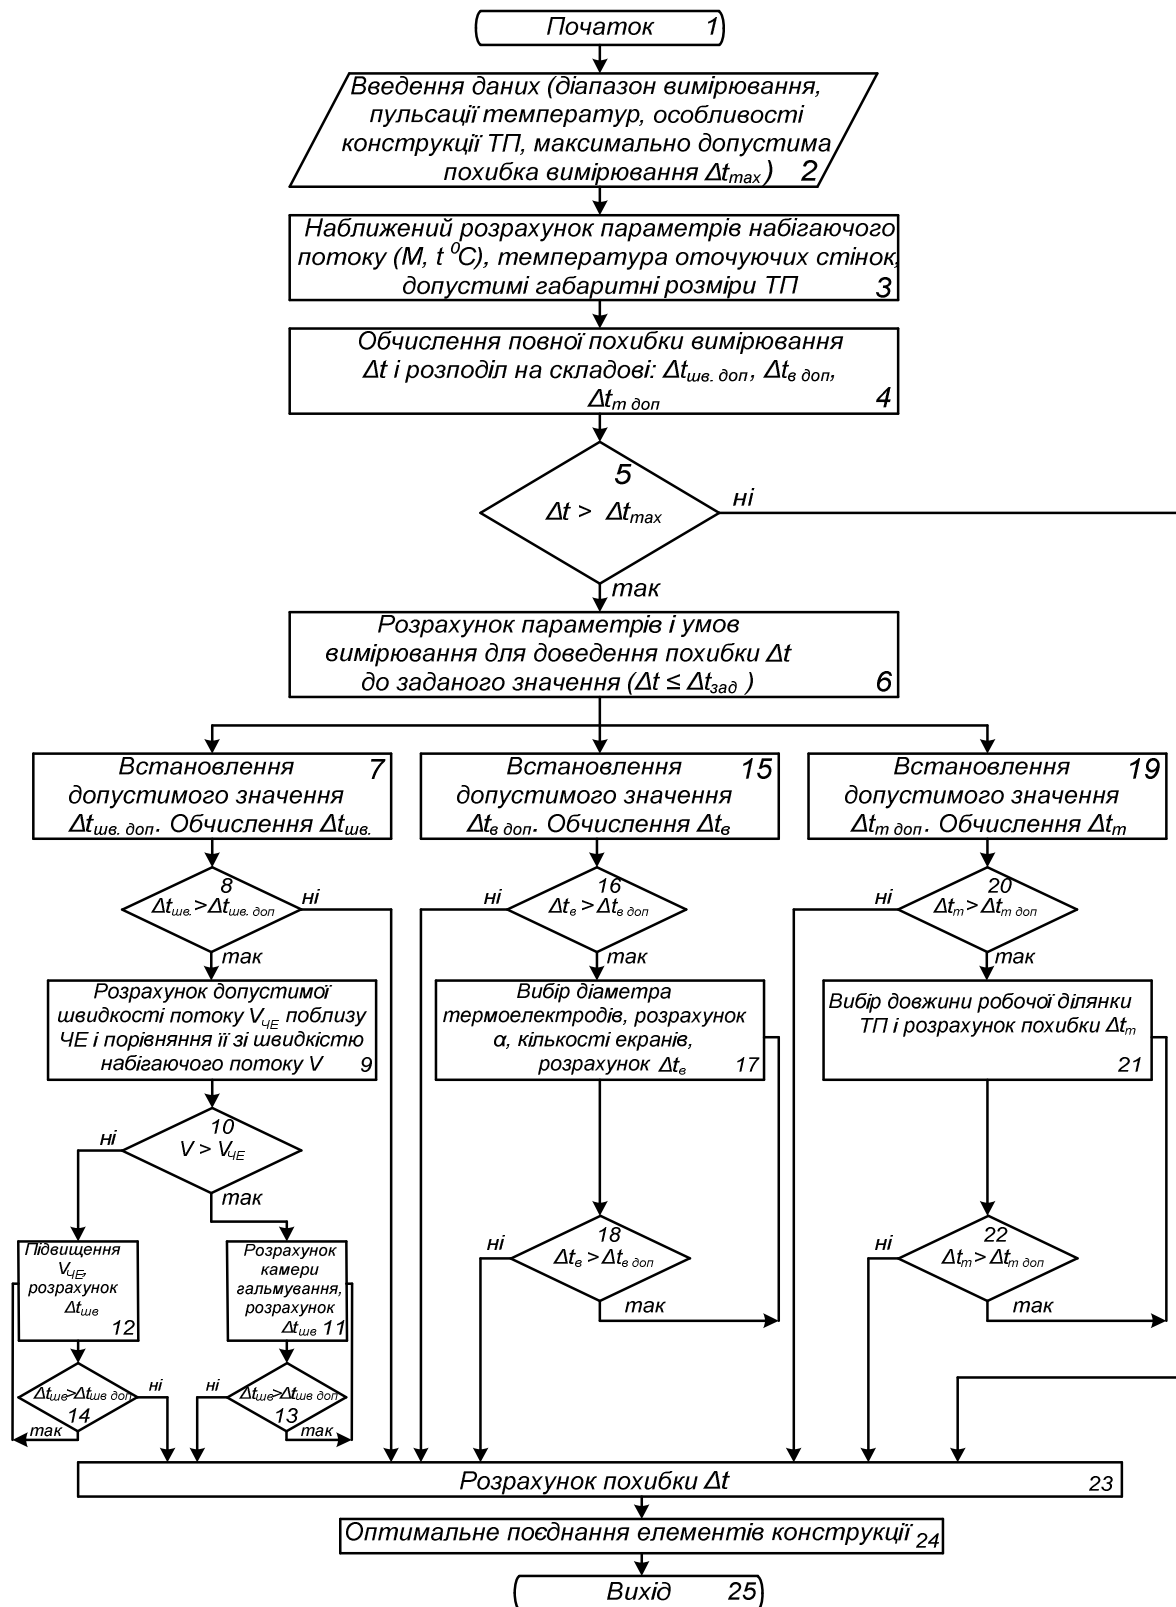 Початок 1
Введення даних (діапазон вимірювання,
пульсації температур, особливості
конструкції ТП, максимально допустима
похибка вимірювання Δtmax) 2
Наближений розрахунок параметрів набігаючого
потоку (М, t ⁰С), температура оточуючих стінок,
допустимі габаритні розміри ТП 3
Обчислення повної похибки вимірювання
Δt і розподіл на складові: Δtшв. доп, Δtв доп,
Δtт доп 4
5
Δt > Δtmax
ні
так
Розрахунок параметрів і умов
вимірювання для доведення похибки Δt
до заданого значення (Δt ≤ Δtзад ) 6
Встановлення 7
допустимого значення
Δtшв. доп. Обчислення Δtшв.
8
Δtшв.>Δtшв. доп
ні
так
Розрахунок допустимої
швидкості потоку VЧЕ поблизу
ЧЕ і порівняння її зі швидкістю
набігаючого потоку V 9
10
V > VЧЕ
ні
так
Підвищення
VЧЕ,
розрахунок
Δtшв
12
Розрахунок
камери
гальмування,
розрахунок
Δtшв 11
Δtшв>Δtшв доп
14
ні
так
Δtшв>Δtшв доп
13
ні
так
Встановлення 15
допустимого значення
Δtв доп. Обчислення Δtв
16
Δtв>Δtв доп
ні
так
Вибір діаметра
термоелектродів, розрахунок
α, кількості екранів,
розрахунок Δtв 17
18
Δtв>Δtв доп
ні
так
Встановлення 19
допустимого значення
Δtт доп. Обчислення Δtт
20
Δtт>Δtт доп
ні
так
Вибір довжини робочої ділянки
ТП і розрахунок похибки Δtт
21
22
Δtт>Δtт доп
ні
так
Розрахунок похибки Δt 23
Оптимальне поєднання елементів конструкції 24
Вихід 25